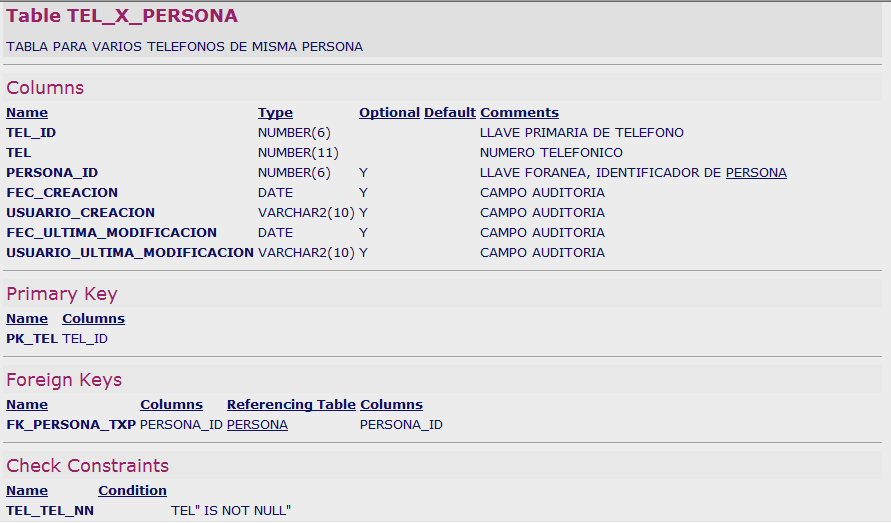 Table TEL_X_PERSONA
TABLA PARA VARIOS TELEFONOS DE MISMA PERSONA
Columns
Name Type Optional Default Comments
TEL_ID NUMBER(6) LLAVE PRIMARIA DE TELEFONO
TEL NUMBER(11) NUMERO TELEFONICO
PERSONA_ID NUMBER(6) Y LLAVE FORANEA, IDENTIFICADOR DE PERSONA
FEC_CREACION DATE Y CAMPO AUDITORIA
USUARIO_CREACION VARCHAR2(10) Y CAMPO AUDITORIA
FEC_ULTIMA_MODIFICACION DATE Y CAMPO AUDITORIA
USUARIO_ULTIMA_MODIFICACION VARCHAR2(10) Y CAMPO AUDITORIA
Primary Key
Name Columns
PK_TEL TEL_ID
Foreign Keys
Name Columns Referencing Table Columns
FK_PERSONA_TXP PERSONA_ID PERSONA PERSONA_ID
Check Constraints
Name Condition
TEL_TEL_NN TEL" IS NOT NULL"